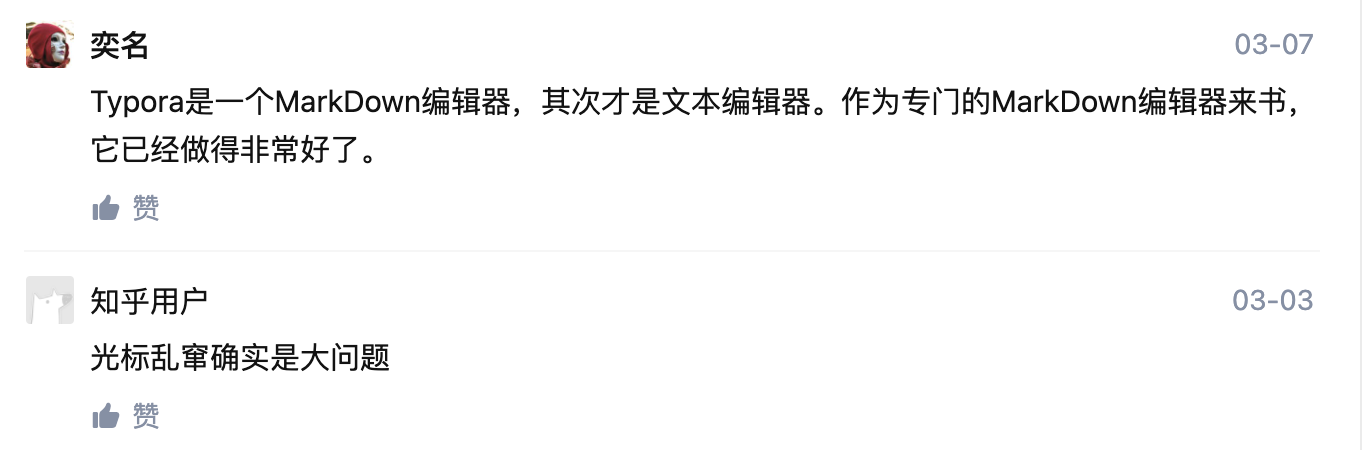 奕名
03-07
Typora是一个MarkDown编辑器，其次才是文本编辑器。作为专门的MarkDown编辑器来书，
它已经做得非常好了。
赞
知乎用户
03-03
光标乱窜确实是大问题
赞